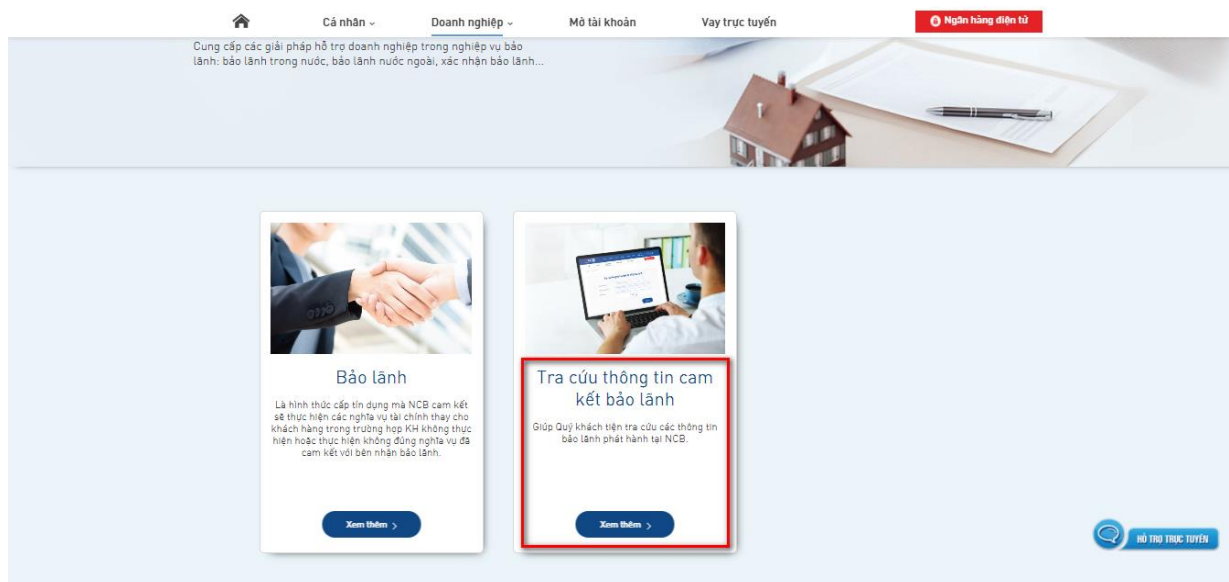 Cá nhân
Doanh nghiệp
Mở tài khoản
Vay trực tuyến
Ngân hàng điện tử
Cung cấp các giải pháp hỗ trợ doanh nghiệp trong nghiệp vụ bảo
lãnh: bảo lãnh trong nước, bảo lãnh nước ngoài, xác nhận bảo lãnh...
Bảo lãnh
Là hình thức cấp tín dụng mà NCB cam kết
sẽ thực hiện các nghĩa vụ tài chính thay cho
khách hàng trong trường hợp KH không thực
hiện hoặc thực hiện không đúng nghĩa vụ đã
cam kết với bên nhận bảo lãnh.
Xem thêm >
Tra cứu thông tin cam
kết bảo lãnh
Giúp Quý khách tiện tra cứu các thông tin
bảo lãnh phát hành tại NCB.
Xem thêm >
HỖ TRỢ TRỰC TUYẾN